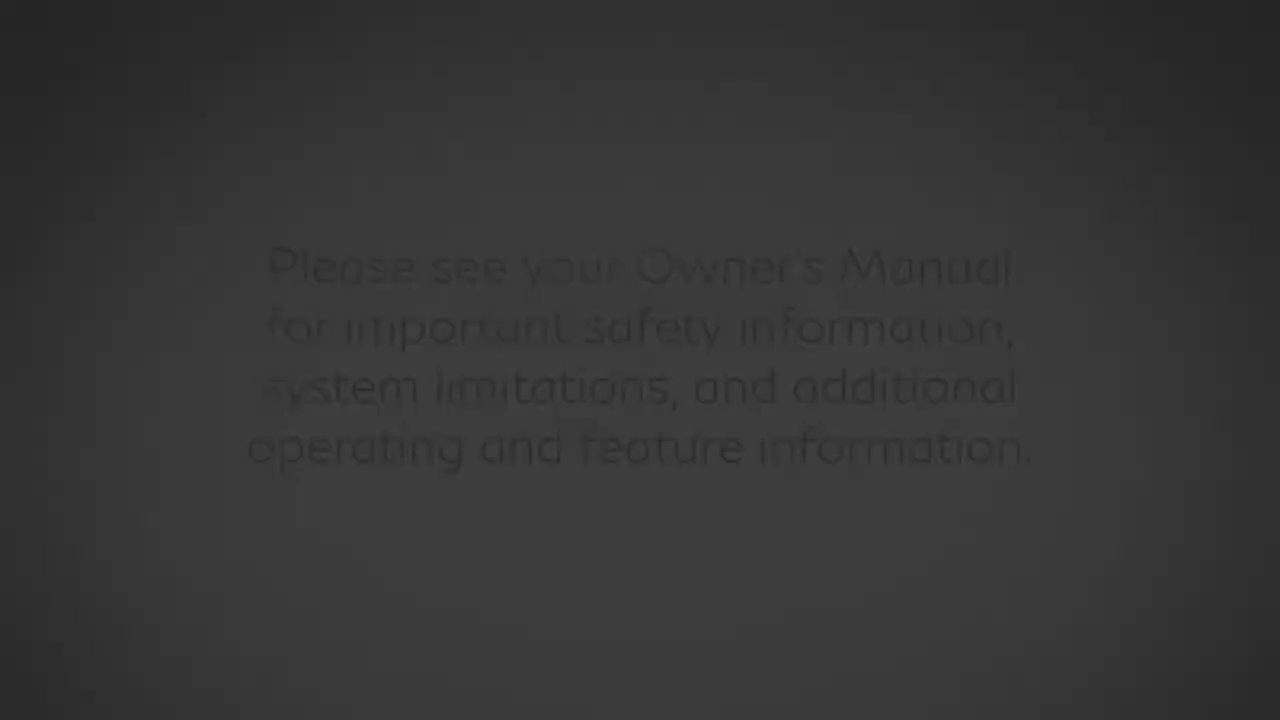 Please see your Owner's Manual
for important safety information,
system limitations, and additional
operating and feature information.